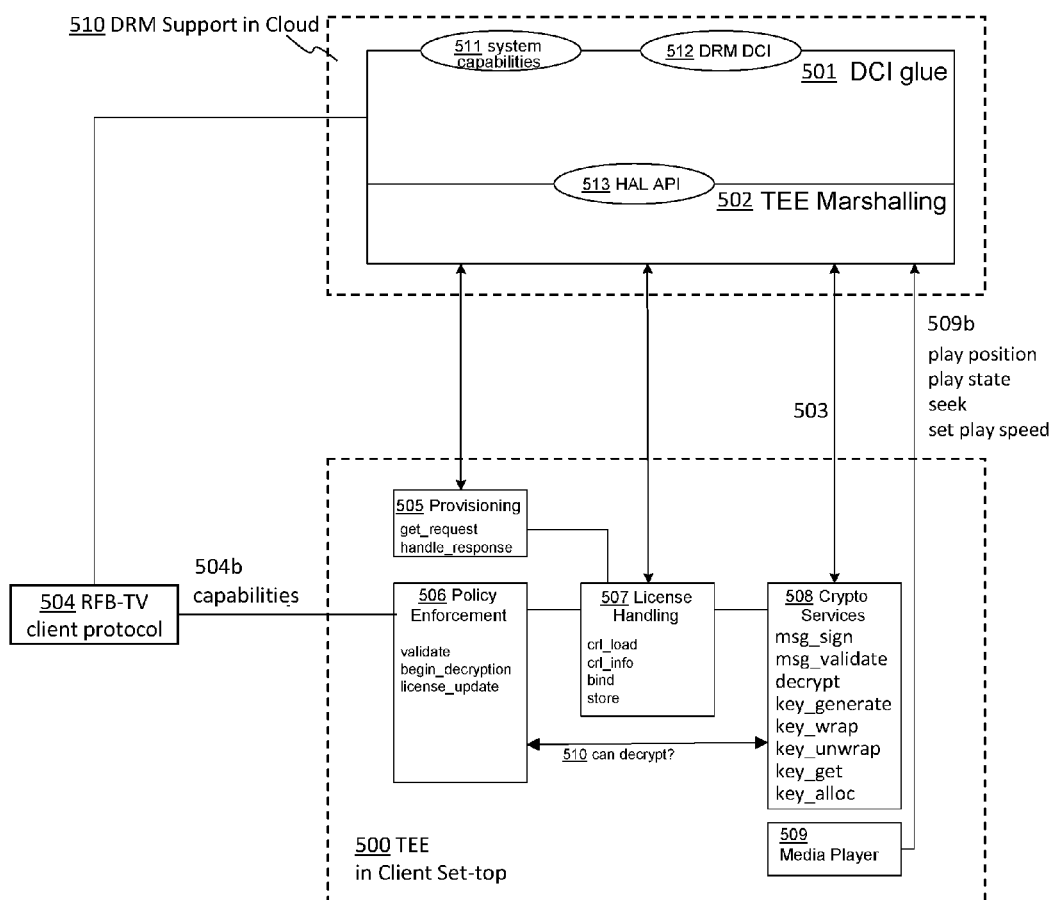 510 DRM Support in Cloud
511 system
capabilities
512 DRM DCI
501 DCI glue
513 HAL API
502 TEE Marshalling
509b
play position
play state
seek
set play speed
503
505 Provisioning
get_request
handle_response
504b
capabilities
504 RFB-TV
client protocol
506 Policy
Enforcement
validate
begin_decryption
license_update
507 License
Handling
crl_load
crl_info
bind
store
508 Crypto
Services
msg_sign
msg_validate
decrypt
key_generate
key_wrap
key_unwrap
key_get
key_alloc
510 can decrypt?
509
Media Player
500 TEE
in Client Set-top